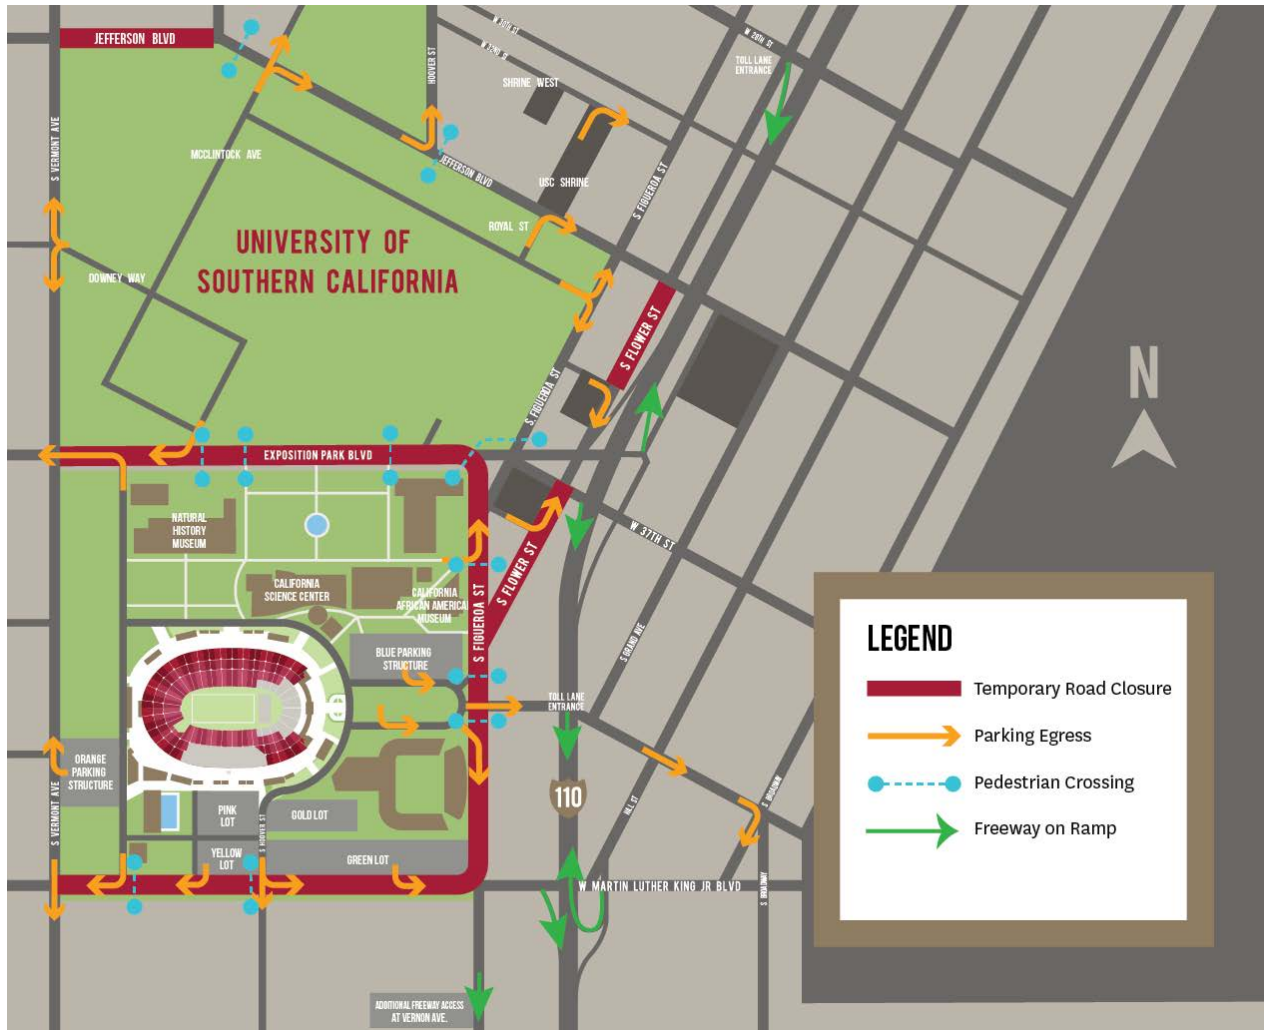 JEFFERSON BLVD
HOOVER ST
W 30TH ST
W 32ND ST
W 28TH ST
TOLL LANE
ENTRANCE
SHRINE WEST
S VERMONT AVE
MCCLINTOCK AVE
JEFFERSON BLVD
USC SHRINE
S FIGUEROA ST
ROYAL ST
UNIVERSITY OF
SOUTHERN CALIFORNIA
DOWNEY WAY
S FLOWER ST
S FIGUEROA ST
N
EXPOSITION PARK BLVD
NATURAL
HISTORY
MUSEUM
W 37TH ST
S FLOWER ST
CALIFORNIA
SCIENCE CENTER
CALIFORNIA
AFRICAN AMERICA
MUSEUM
S FIGUEROA ST
S GRAND AVE
BLUE PARKING
STRUCTURE
TOLL LANE
ENTRANCE
ORANGE
PARKING
STRUCTURE
S VERMONT AVE
110
HILL ST
S BROADWAY
PINK
LOT
GOLD LOT
S HOOVER ST
YELLOW
LOT
GREEN LOT
W MARTIN LUTHER KING JR BLVD
S BROADWAY
ADDITIONAL FREEWAY ACCESS
AT VERNON AVE.
LEGEND
Temporary Road Closure
Parking Egress
Pedestrian Crossing
Freeway on Ramp